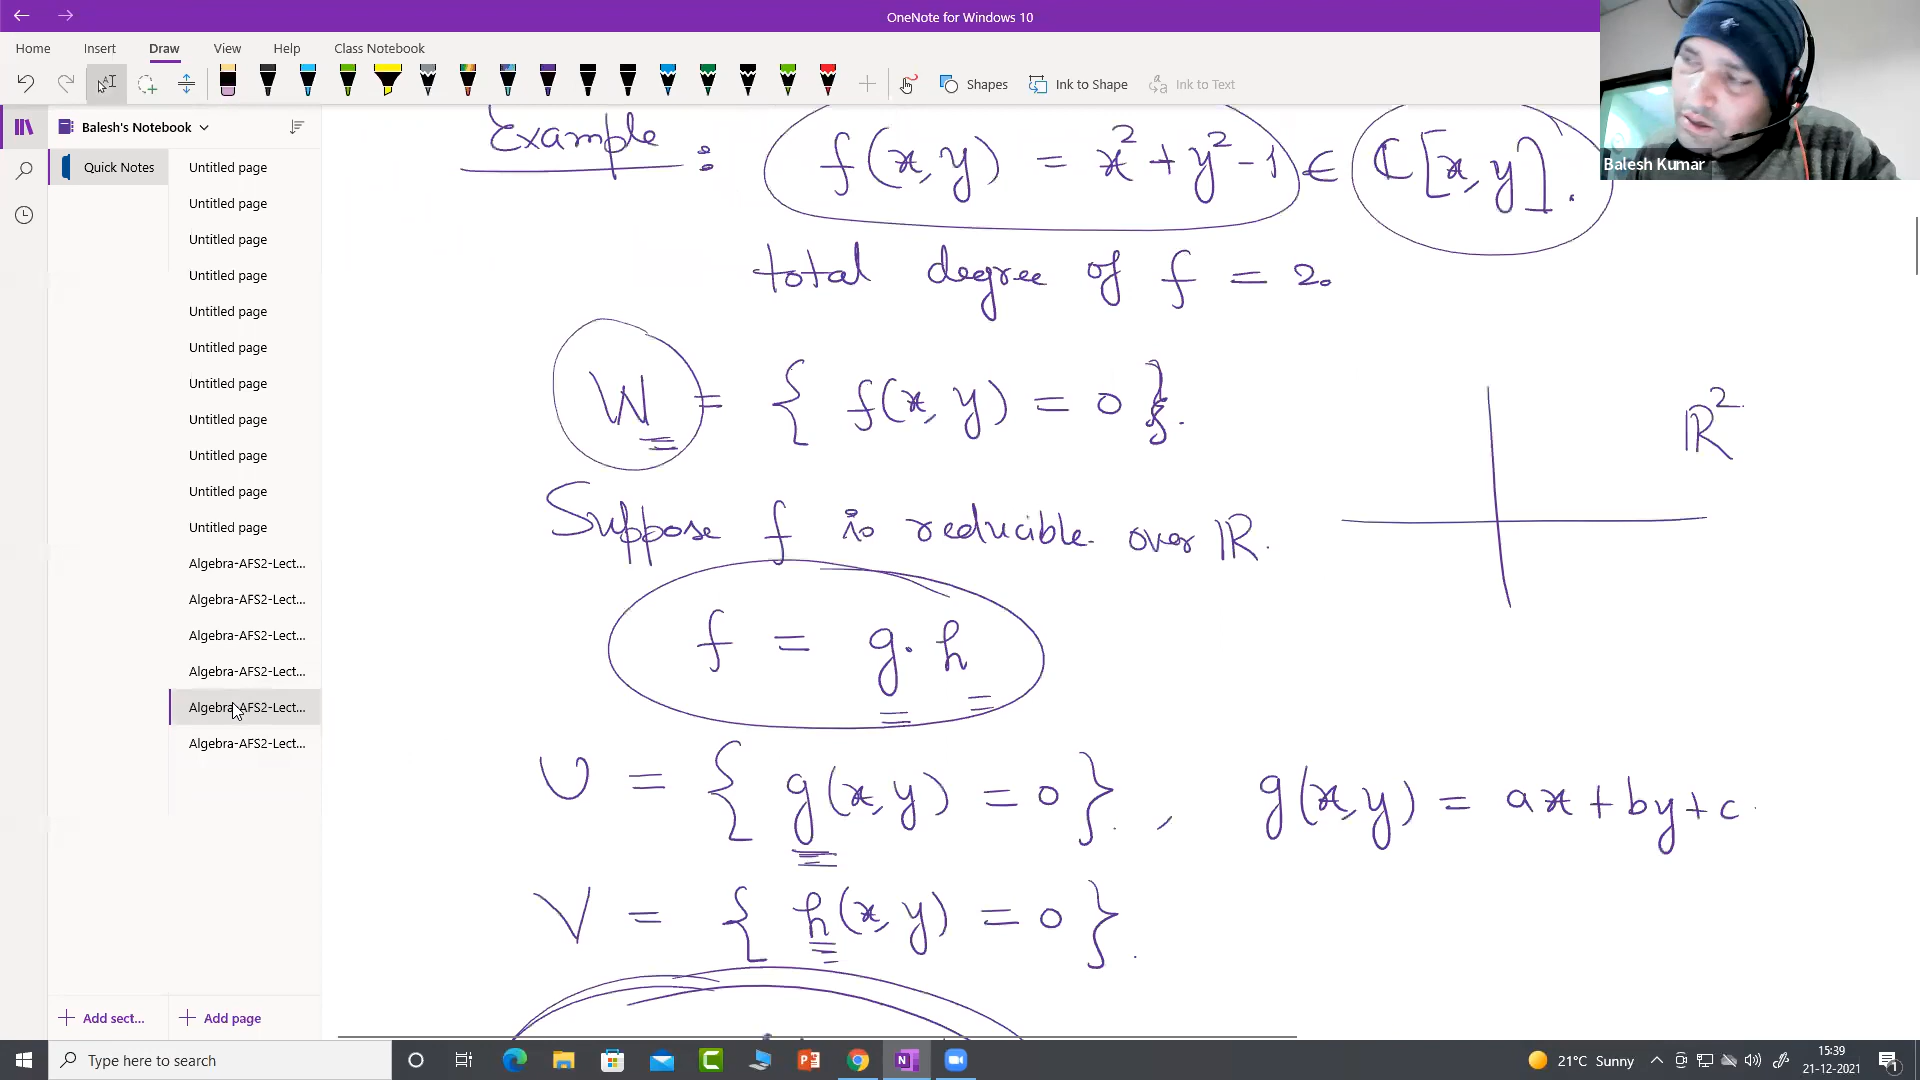 OneNote for Windows 10
Home Insert Draw View Help Class Notebook
Shapes Ink to Shape Ink to Text
Balesh's Notebook
Quick Notes
Untitled page
Untitled page
Untitled page
Untitled page
Untitled page
Untitled page
Untitled page
Untitled page
Untitled page
Untitled page
Untitled page
Algebra-AFS2-Lect...
Algebra-AFS2-Lect...
Algebra-AFS2-Lect...
Algebra-AFS2-Lect...
Algebra-AFS2-Lect...
Algebra-AFS2-Lect...
Add sect... Add page
Balesh Kumar
Example : f(x,y) = x² + y² - 1 ∈ ℂ[x,y].
total degree of f = 2.
W = { f(x,y) = 0 }.
ℝ²
Suppose f is reducible over ℝ.
f = g. h
U = { g(x,y) = 0 }. , g(x,y) = ax + by + c.
V = { h(x,y) = 0 }.
Type here to search
21°C Sunny
15:39
21-12-2021
1